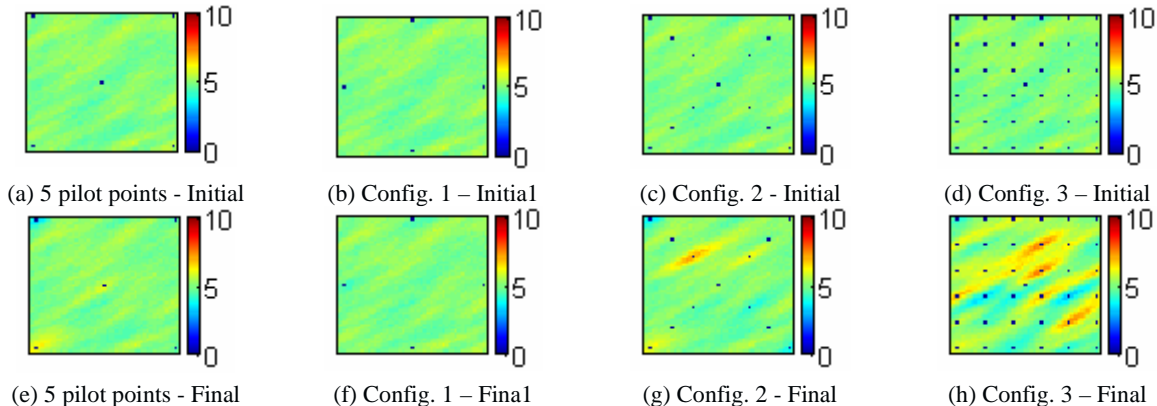 10 10 10 10
5 5 5 5
0 0 0 0
(a) 5 pilot points - Initial (b) Config. 1 – Initia1 (c) Config. 2 - Initial (d) Config. 3 – Initial
10 10 10 10
5 5 5 5
0 0 0 0
(e) 5 pilot points - Final (f) Config. 1 – Fina1 (g) Config. 2 - Final (h) Config. 3 – Final